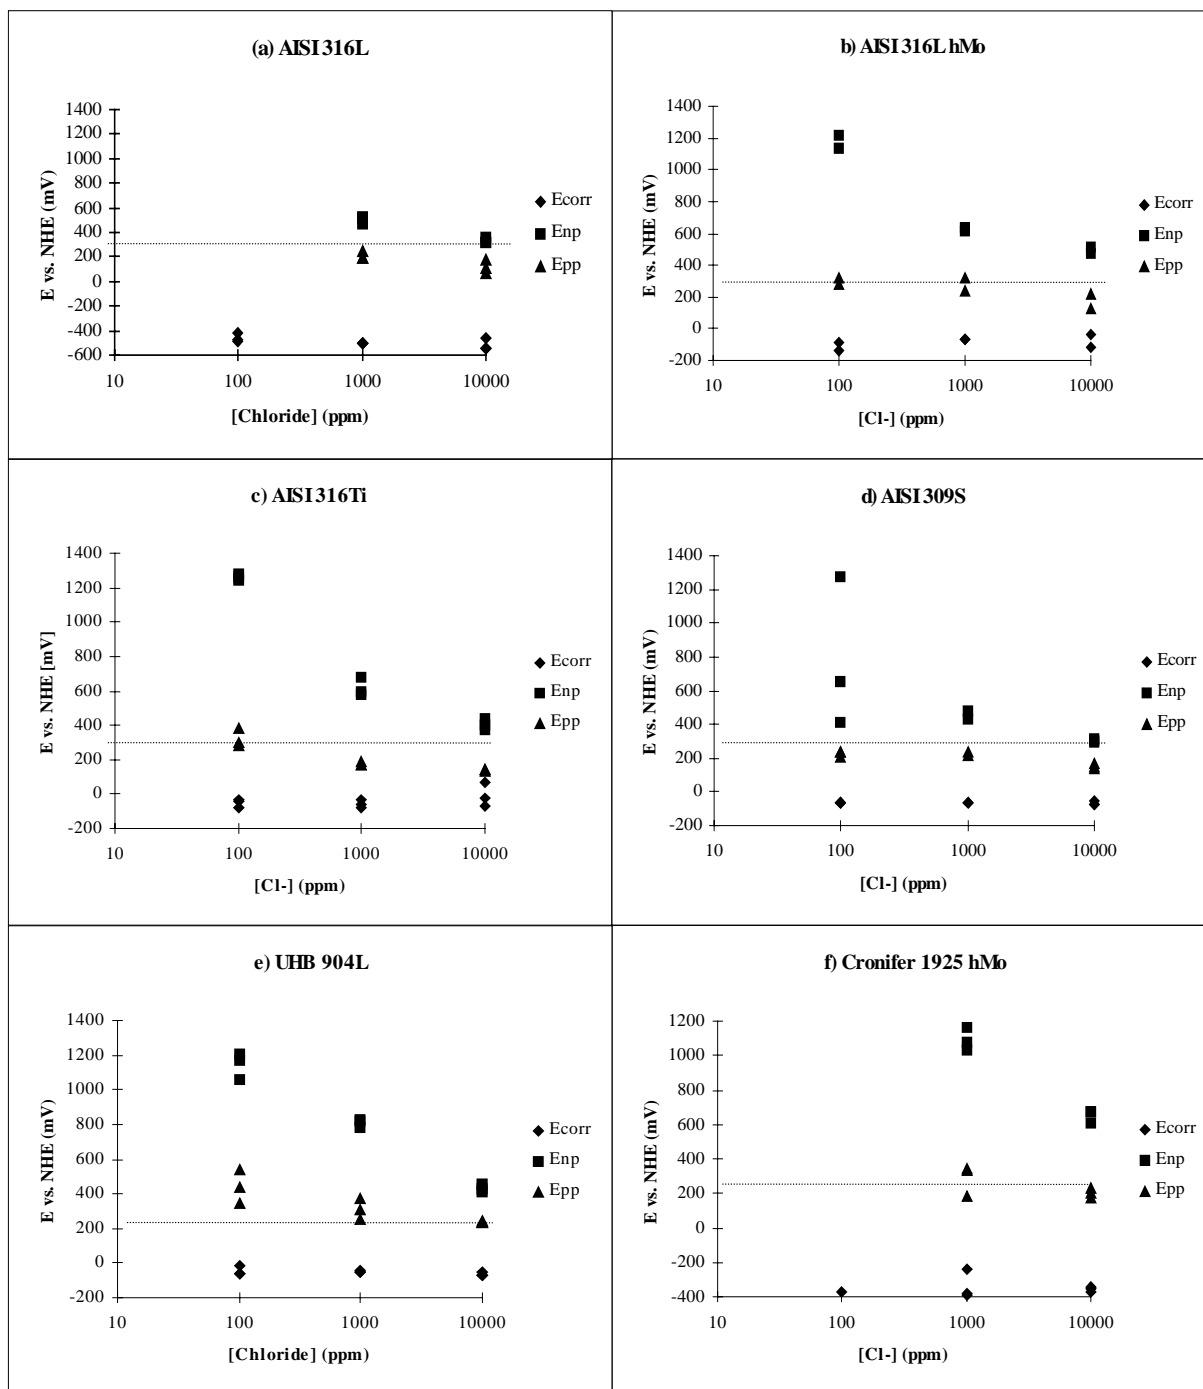 (a) AISI 316L
1400
1200
1000
800
600
400
200
0
-200
-400
-600
10 100 1000 10000
E vs. NHE (mV)
[Chloride] (ppm)
Ecorr
Enp
Epp
b) AISI 316L hMo
1400
1200
1000
800
600
400
200
0
-200
10 100 1000 10000
E vs. NHE (mV)
[Cl-] (ppm)
Ecorr
Enp
Epp
c) AISI 316Ti
1400
1200
1000
800
600
400
200
0
-200
10 100 1000 10000
E vs. NHE [mV]
[Cl-] (ppm)
Ecorr
Enp
Epp
d) AISI 309S
1400
1200
1000
800
600
400
200
0
-200
10 100 1000 10000
E vs. NHE (mV)
[Cl-] (ppm)
Ecorr
Enp
Epp
e) UHB 904L
1400
1200
1000
800
600
400
200
0
-200
10 100 1000 10000
E vs. NHE (mV)
[Chloride] (ppm)
Ecorr
Enp
Epp
f) Cronifer 1925 hMo
1200
1000
800
600
400
200
0
-200
-400
10 100 1000 10000
E vs. NHE (mV)
[Cl-] (ppm)
Ecorr
Enp
Epp